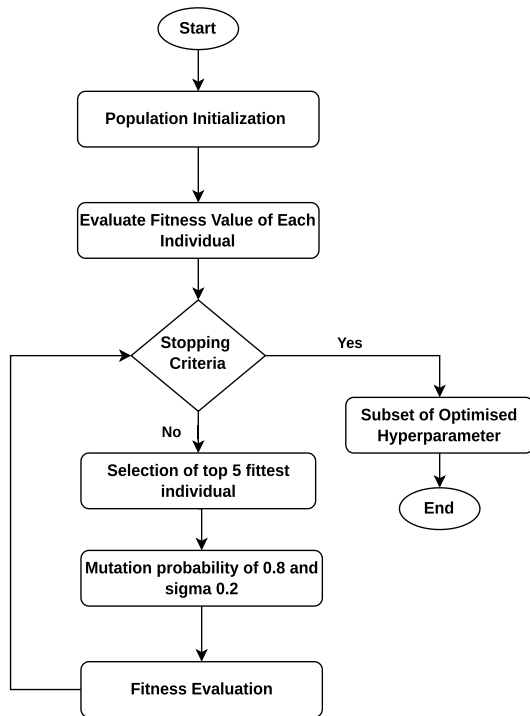 Start
Population Initialization
Evaluate Fitness Value of Each
Individual
Stopping
Criteria
Yes
No
Subset of Optimised
Hyperparameter
End
Selection of top 5 fittest
individual
Mutation probability of 0.8 and
sigma 0.2
Fitness Evaluation